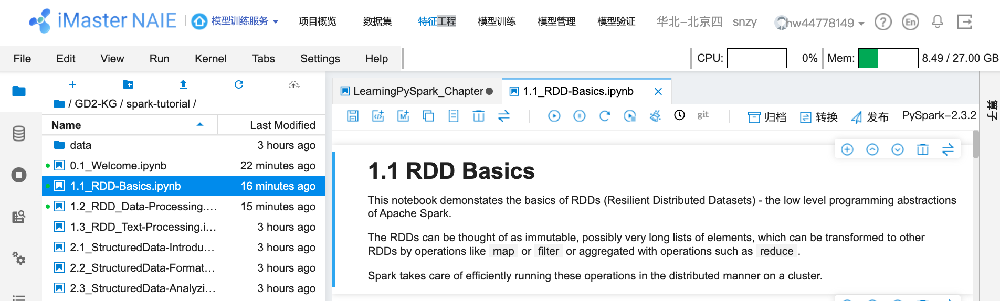 iMaster NAIE 模型训练服务 项目概览 数据集 特征工程 模型训练 模型管理 模型验证 华北-北京四 snzy hw44778149 ? En
File Edit View Run Kernel Tabs Settings Help CPU: 0% Mem: 8.49 / 27.00 GB
/ GD2-KG / spark-tutorial /
Name Last Modified
data 3 hours ago
0.1_Welcome.ipynb 22 minutes ago
1.1_RDD-Basics.ipynb 16 minutes ago
1.2_RDD_Data-Processing.... 15 minutes ago
1.3_RDD_Text-Processing.i... 3 hours ago
2.1_StructuredData-Introdu... 3 hours ago
2.2_StructuredData-Format... 3 hours ago
2.3_StructuredData-Analyzi... 3 hours ago
LearningPySpark_Chapter 1.1_RDD-Basics.ipynb
git 归档 转换 发布 PySpark-2.3.2
算子
1.1 RDD Basics
This notebook demonstates the basics of RDDs (Resilient Distributed Datasets) - the low level programming abstractions
of Apache Spark.
The RDDs can be thought of as immutable, possibly very long lists of elements, which can be transformed to other
RDDs by operations like map or filter or aggregated with operations such as reduce .
Spark takes care of efficiently running these operations in the distributed manner on a cluster.